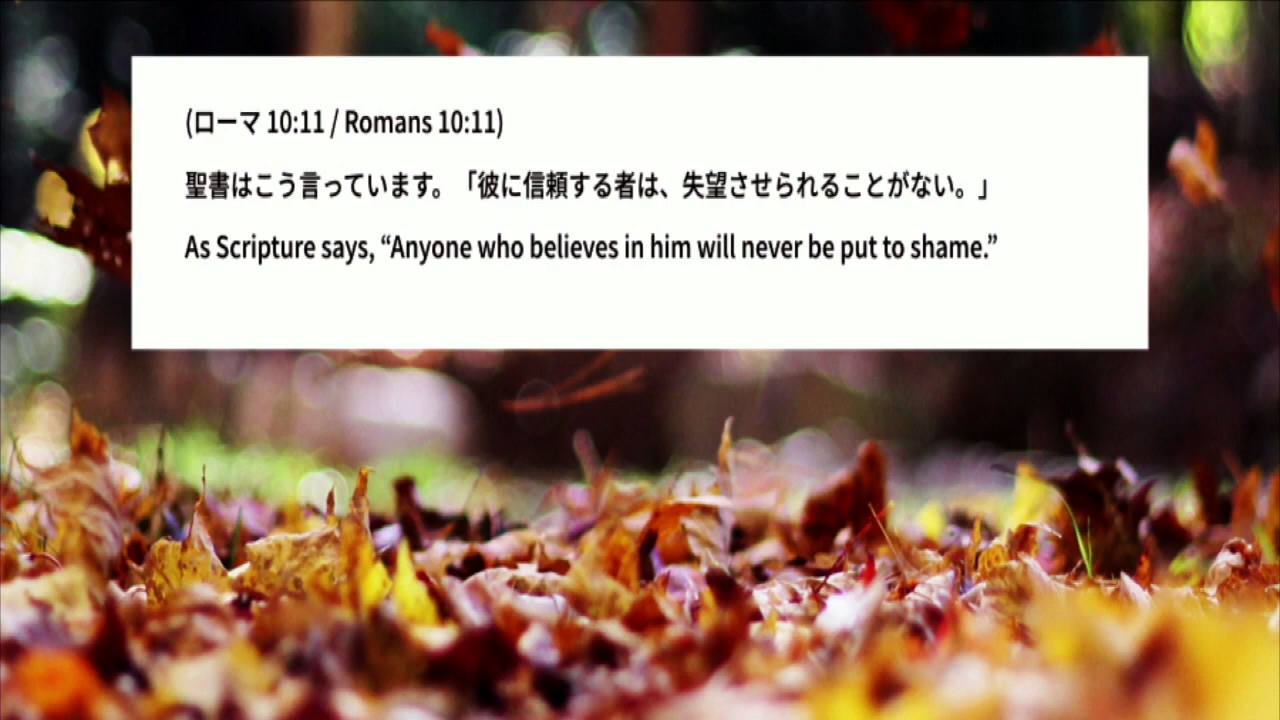 (ローマ 10:11 / Romans 10:11)
聖書はこう言っています。「彼に信頼する者は、失望させられることがない。」
As Scripture says, “Anyone who believes in him will never be put to shame.”